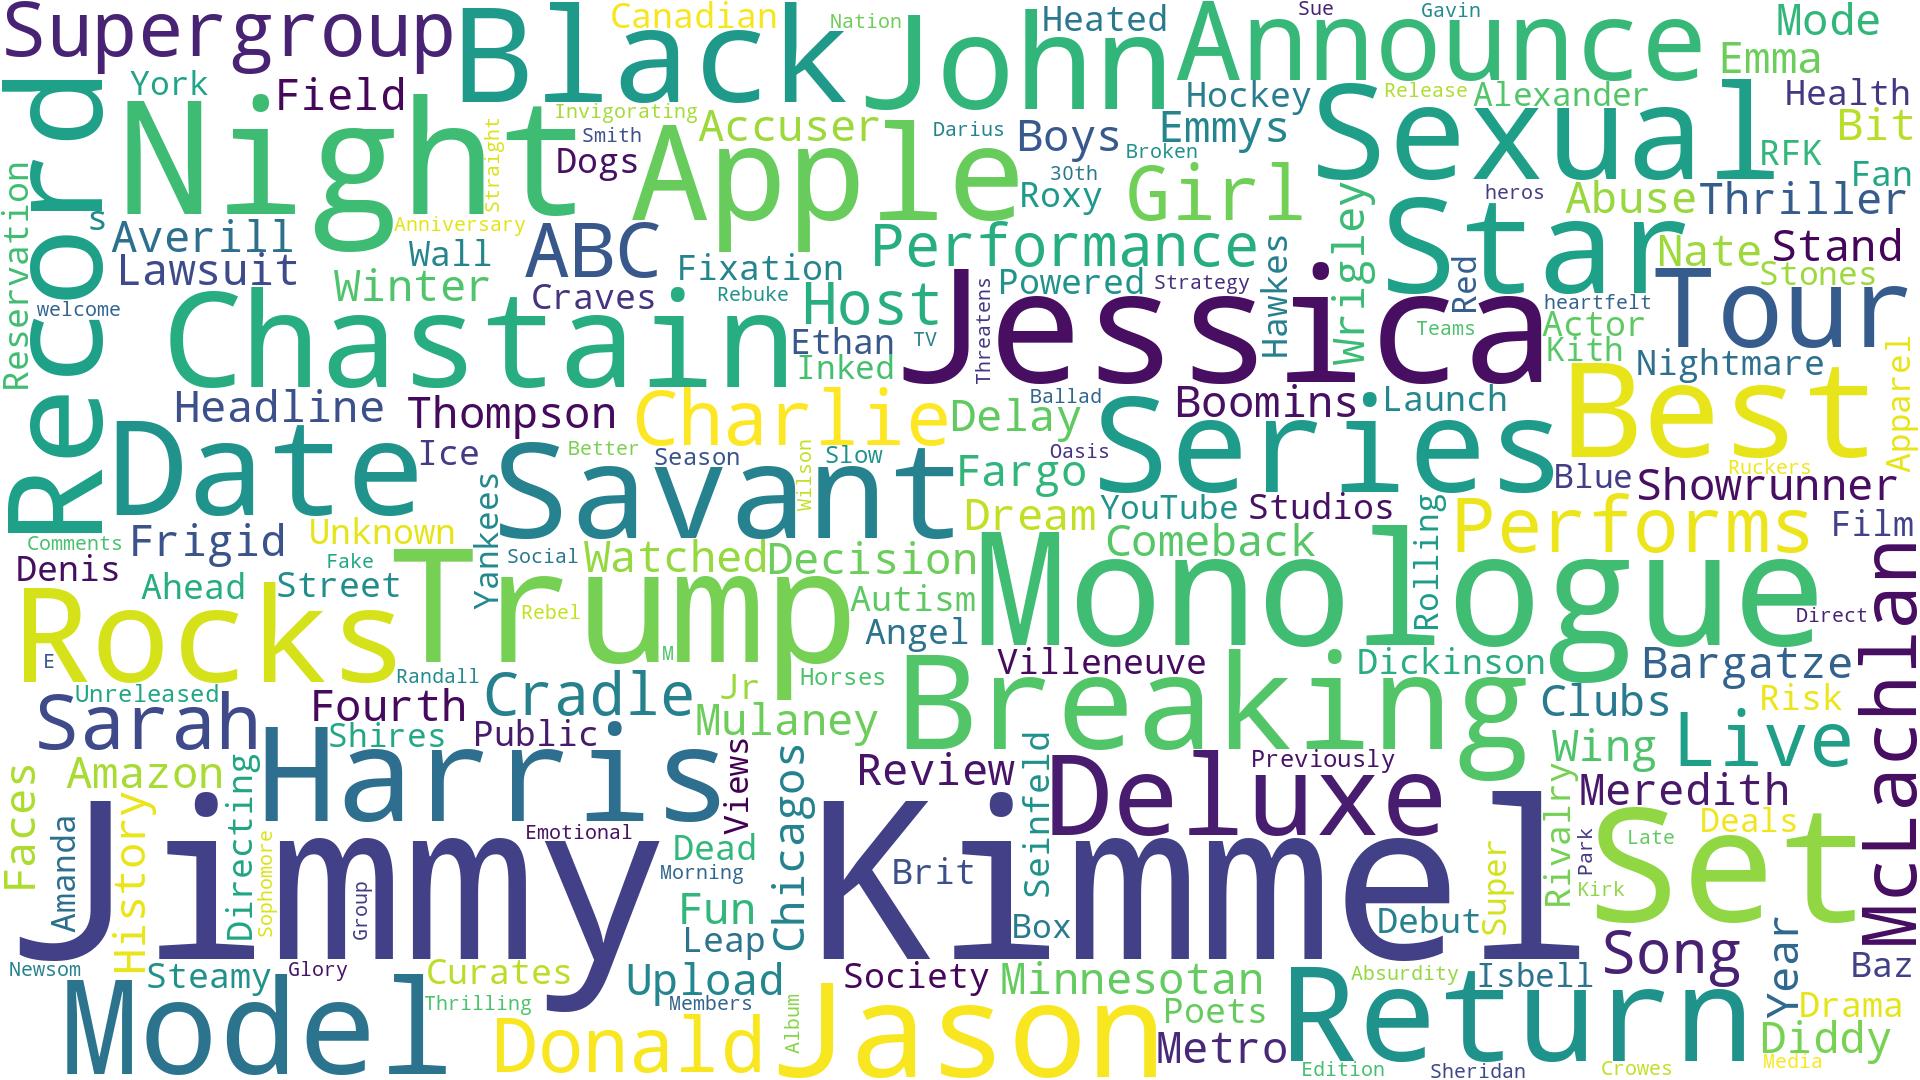 Supergroup
Black
Canadian
Nation
John
Heated
Announce
Sue
Gavin
Mode
Emma
Record
York
Field
Night
Straight
Invigorating
Smith
Dogs
Apple
Accuser
Darius
Boys
Broken
30th
Roxy
Hockey
Emmys
Girl
Sexual
Release
Alexander
Health
Bit
RFK
Fan
Reservation
s
Averill
Lawsuit
Anniversary
Wall
Winter
ABC
Craves
Fixation
Rebuke
Performance
Powered
Strategy
Host
Hawkes
Wrigley
heros
Star
Abuse
Thriller
Nate
Stand
Stones
Red
welcome
Chastain
Ethan
TV
Inked
Threatens
Jessica
Teams
heartfelt
Actor
Kith
Tour
Nightmare
Apparel
Headline
Date
Thompson
Ice
Charlie
Better
Season
Wilson
Slow
Savant
Yankees
Delay
Ballad
Oasis
Fargo
Dream
Boomins
Launch
Series
YouTube
Studios
Best
Blue
Ruckers
Showrunner
Film
Comments
Frigid
Unknown
Fake
Denis
Ahead
Street
Social
Watched
Decision
Comeback
Rolling
Performs
Rocks
Trump
Rebel
M
Autism
Angel
Monologue
Direct
McLachlan
E
Unreleased
Randall
Horses
Villeneuve
Dickinson
Bargatze
Sarah
Fourth
Shires
Public
Cradle
Jr
Mulaney
Breaking
Clubs
Risk
Wing
Live
Faces
Amazon
Harris
Views
Chicagos
Review
Seinfeld
Deluxe
Previously
Rivalry
Meredith
Amanda
History
Directing
Sophomore
Jimmy
Group
Emotional
Dead
Morning
Kimmel
Brit
Box
Debut
Super
Park
Kirk
Set
Late
Deals
Fun
Leap
Newsom
Steamy
Glory
Curates
Thrilling
Upload
Members
Society
Minnesotan
Absurdity
Isbell
Song
Year
Baz
Model
Donald
Album
Jason
Poets
Metro
Return
Edition
Sheridan
Crowes
Drama
Diddy
Media